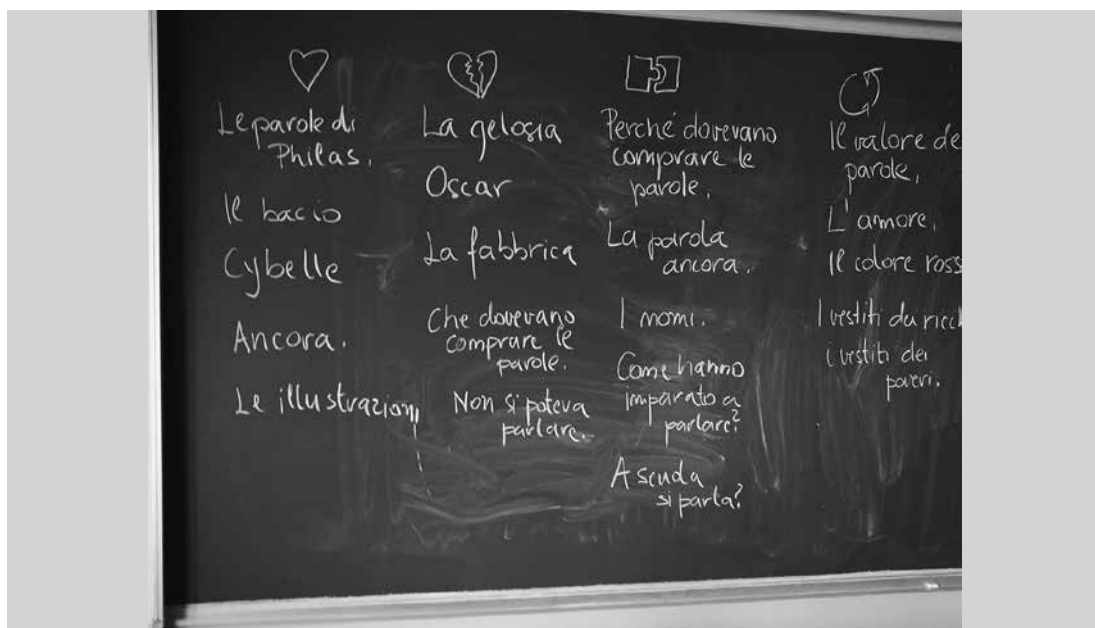 Le parole di
Philas.
Il bacio
Cybelle
Ancora.
Le illustrazioni
La gelosia
Oscar
La fabbrica
Che dovevano
comprare le
parole.
Non si poteva
parlare.
Perché dovevano
comprare le
parole.
La parola
ancora.
I nomi.
Come hanno
imparato a
parlare?
A scuola
si parla?
Il valore de
parole,
L'amore,
Il colore ross
I vestiti da ricch
i vestiti dei
poveri.